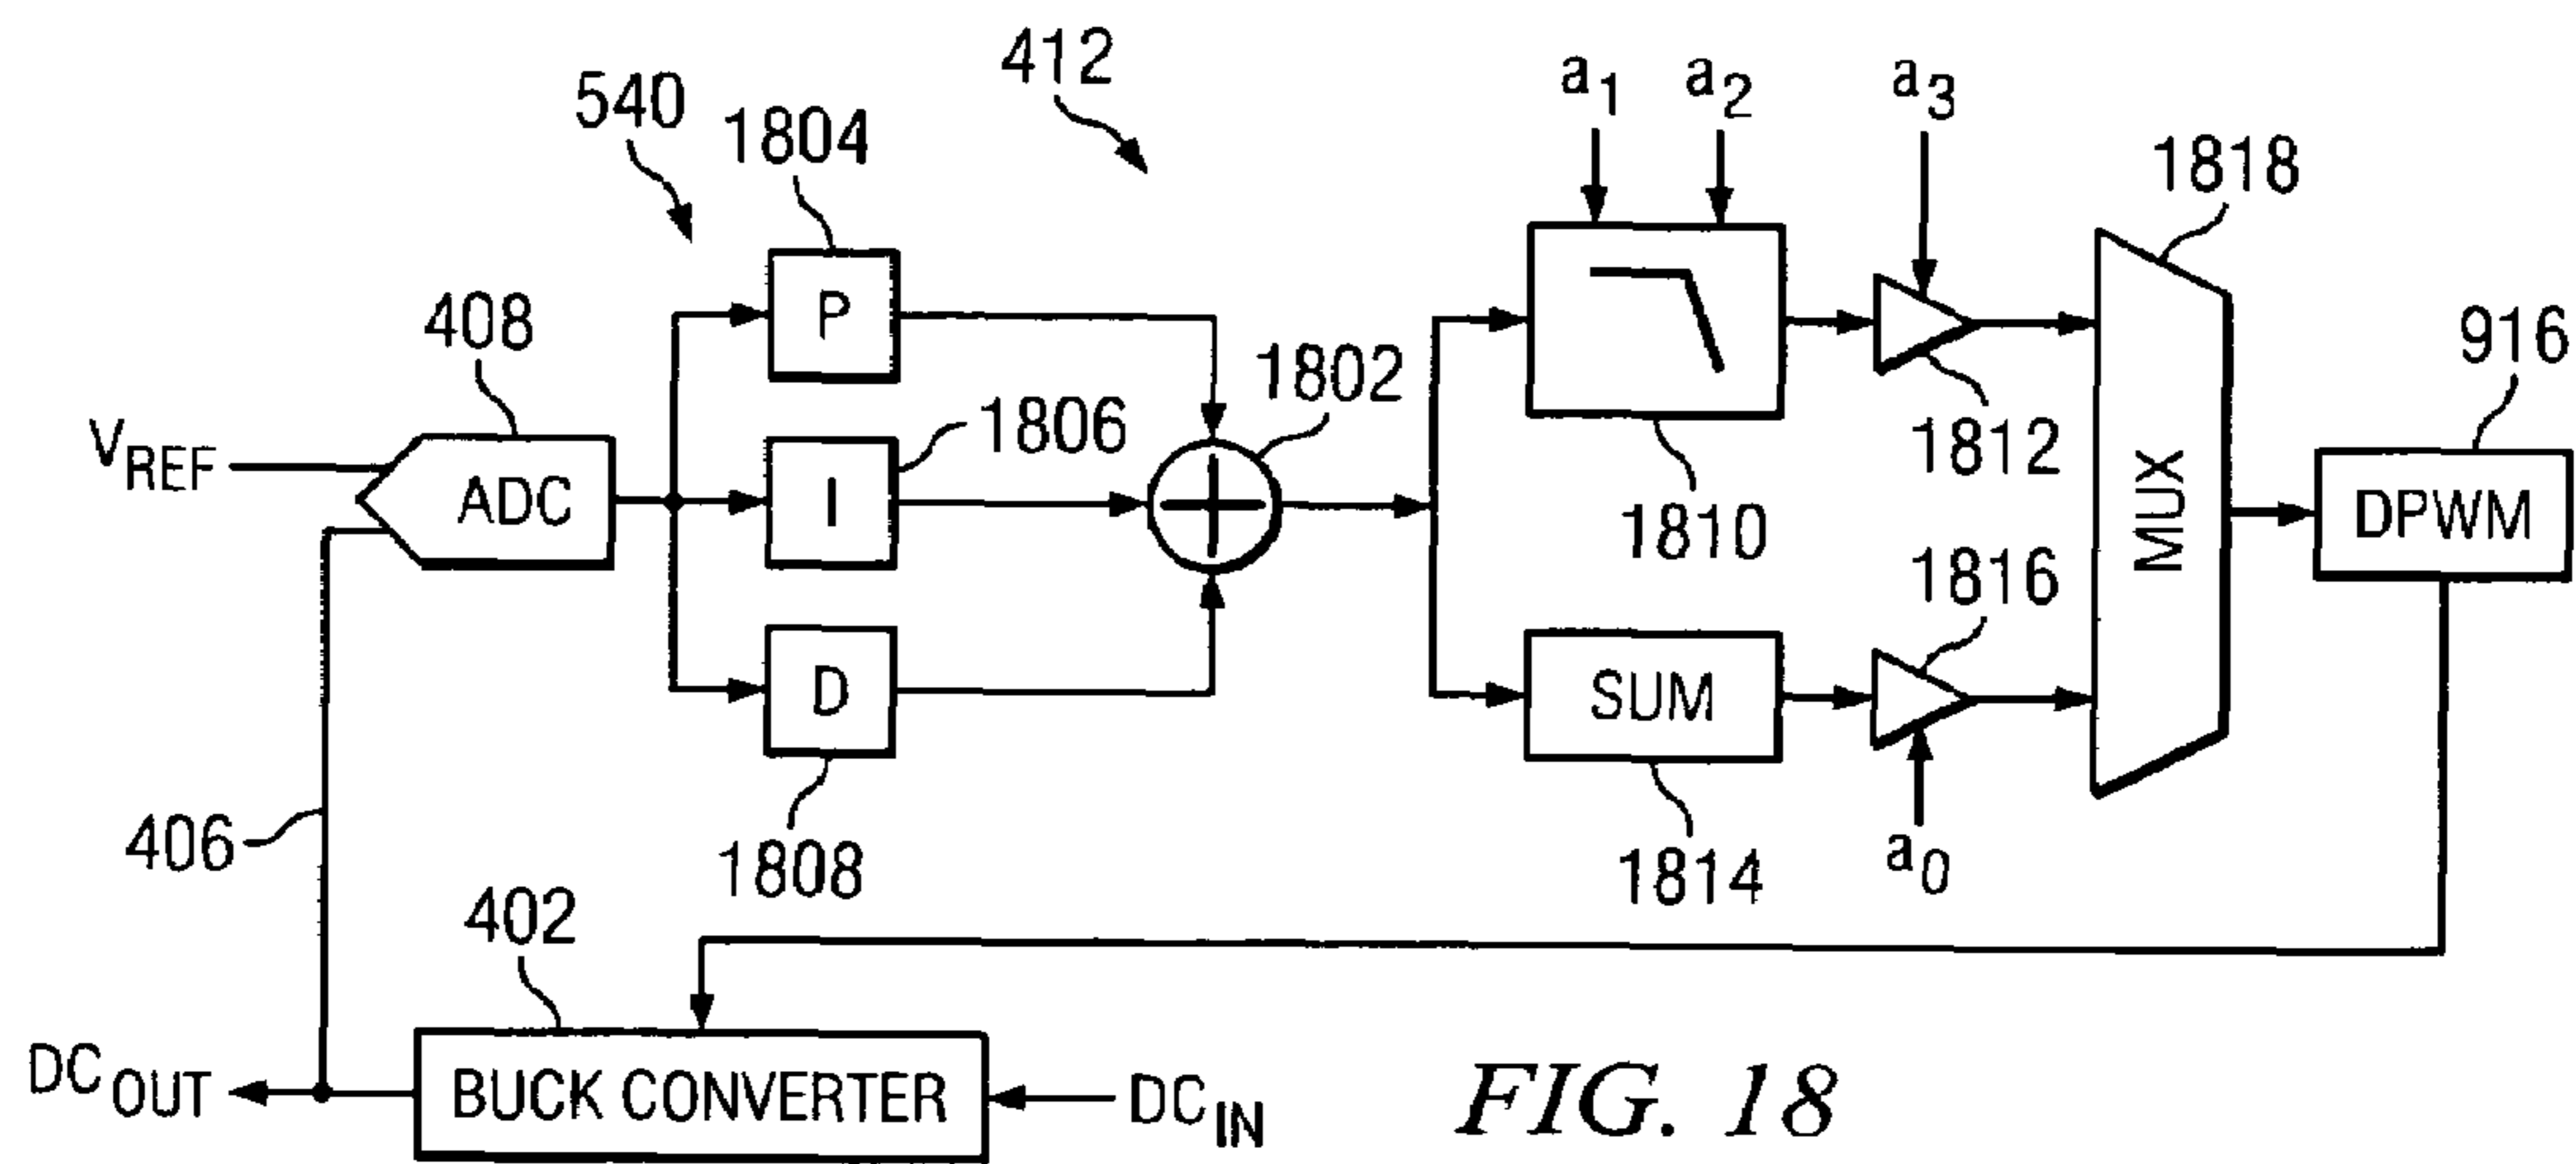 412
a1
a2
a3
540
1804
1818
P
408
1802
916
VREF
1806
ADC
I
1812
MUX
DPWM
1810
1816
D
SUM
406
1808
1814
a0
402
DCOUT
BUCK CONVERTER
DCIN
FIG. 18